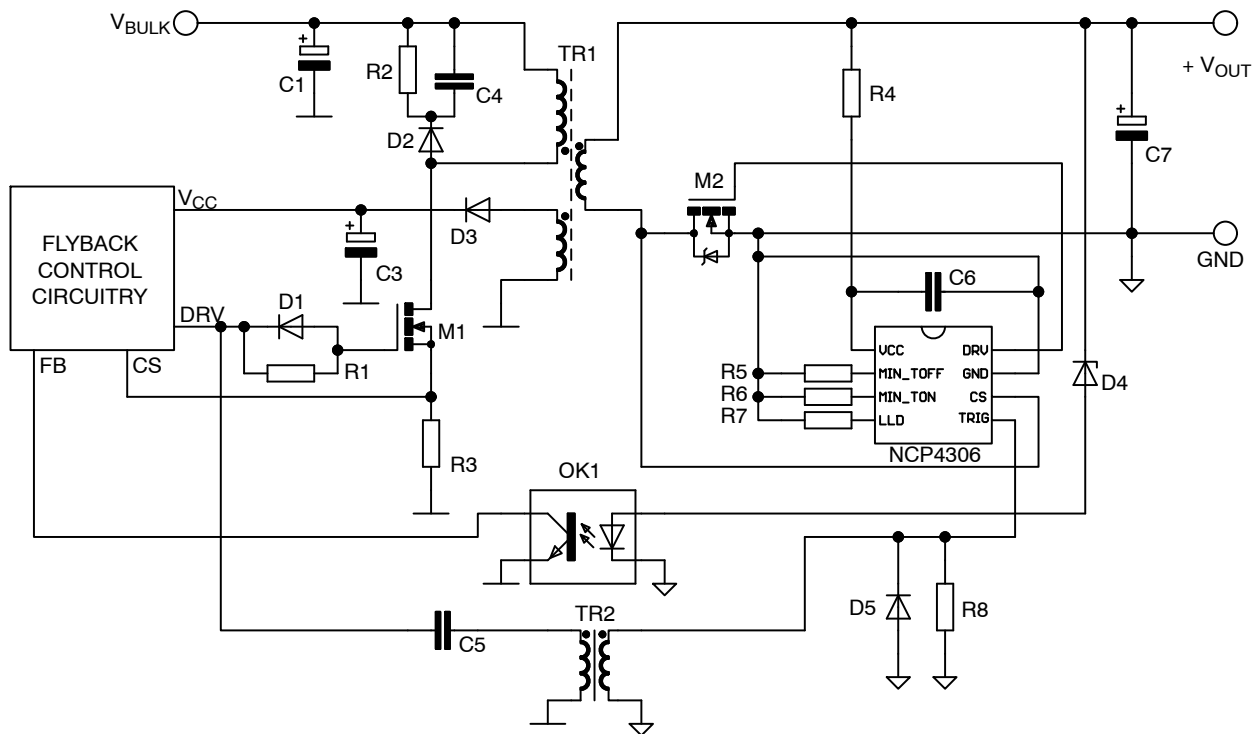 VBULK
+
C1
R2
C4
D2
TR1
R4
+ VOUT
+
C7
M2
GND
VCC
D3
+
C3
FLYBACK
CONTROL
CIRCUITRY
DRV
D1
M1
R1
FB
CS
R3
C6
VCC
DRV
R5
MIN_TOFF
GND
R6
MIN_TON
CS
R7
LLD
TRIG
NCP4306
D4
OK1
D5
R8
C5
TR2